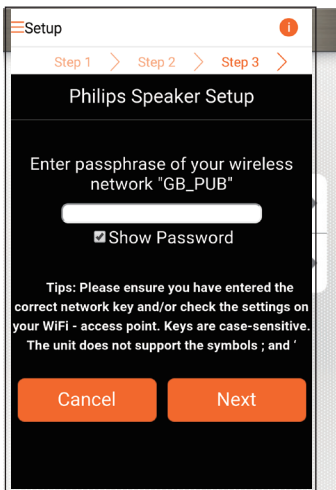 Setup
i
Step 1 Step 2 Step 3
Philips Speaker Setup
Enter passphrase of your wireless
network "GB_PUB"
Show Password
Tips: Please ensure you have entered the
correct network key and/or check the settings on
your WiFi - access point. Keys are case-sensitive.
The unit does not support the symbols ; and ‘
Cancel Next